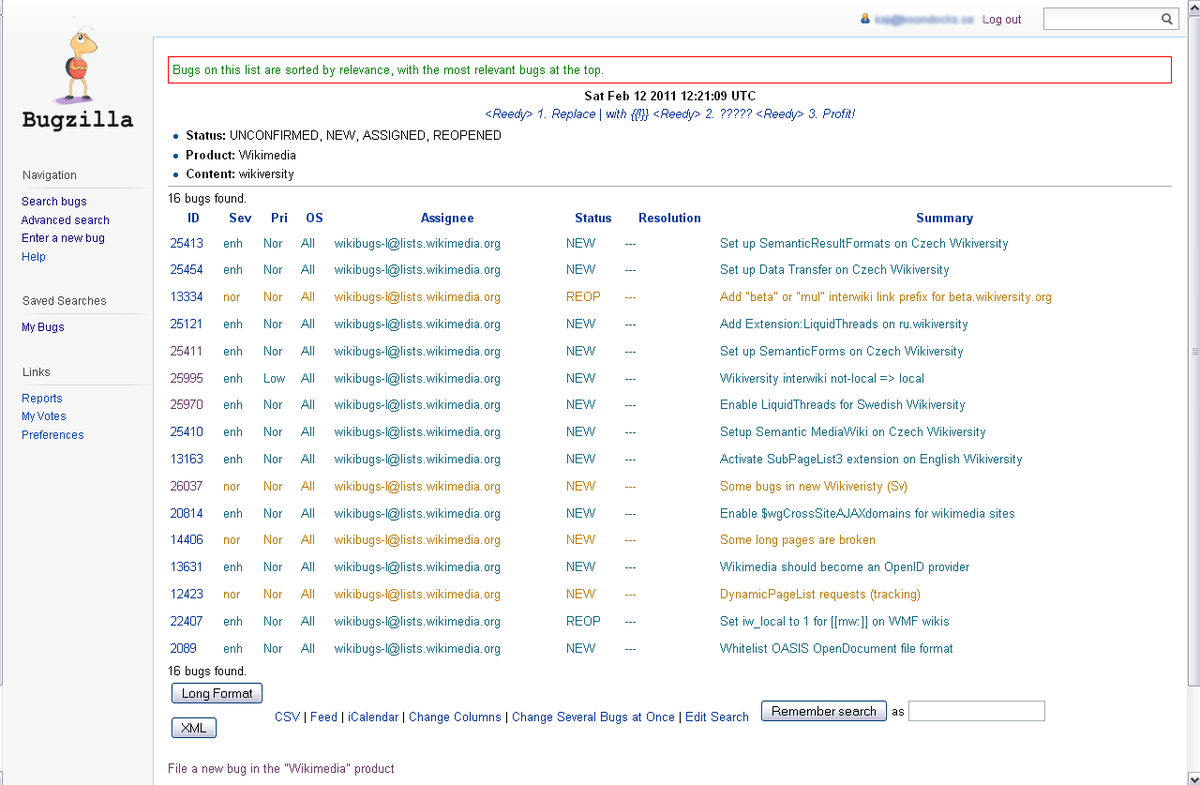 Log out
Bugzilla
Bugs on this list are sorted by relevance, with the most relevant bugs at the top.
Sat Feb 12 2011 12:21:09 UTC
<Reedy> 1. Replace | with {{!}} <Reedy> 2. ????? <Reedy> 3. Profit!
Status: UNCONFIRMED, NEW, ASSIGNED, REOPENED
Product: Wikimedia
Content: wikiversity
Navigation
Search bugs
Advanced search
Enter a new bug
Help
Saved Searches
My Bugs
Links
Reports
My Votes
Preferences
16 bugs found.
ID Sev Pri OS Assignee Status Resolution Summary
25413 enh Nor All wikibugs-l@lists.wikimedia.org NEW --- Set up SemanticResultFormats on Czech Wikiversity
25454 enh Nor All wikibugs-l@lists.wikimedia.org NEW --- Set up Data Transfer on Czech Wikiversity
13334 nor Nor All wikibugs-l@lists.wikimedia.org REOP --- Add "beta" or "mul" interwiki link prefix for beta.wikiversity.org
25121 enh Nor All wikibugs-l@lists.wikimedia.org NEW --- Add Extension:LiquidThreads on ru.wikiversity
25411 enh Nor All wikibugs-l@lists.wikimedia.org NEW --- Set up SemanticForms on Czech Wikiversity
25995 enh Low All wikibugs-l@lists.wikimedia.org NEW --- Wikiversity interwiki not-local => local
25970 enh Nor All wikibugs-l@lists.wikimedia.org NEW --- Enable LiquidThreads for Swedish Wikiversity
25410 enh Nor All wikibugs-l@lists.wikimedia.org NEW --- Setup Semantic MediaWiki on Czech Wikiversity
13163 enh Nor All wikibugs-l@lists.wikimedia.org NEW --- Activate SubPageList3 extension on English Wikiversity
26037 nor Nor All wikibugs-l@lists.wikimedia.org NEW --- Some bugs in new Wikiveristy (Sv)
20814 enh Nor All wikibugs-l@lists.wikimedia.org NEW --- Enable $wgCrossSiteAJAXdomains for wikimedia sites
14406 nor Nor All wikibugs-l@lists.wikimedia.org NEW --- Some long pages are broken
13631 enh Nor All wikibugs-l@lists.wikimedia.org NEW --- Wikimedia should become an OpenID provider
12423 nor Nor All wikibugs-l@lists.wikimedia.org NEW --- DynamicPageList requests (tracking)
22407 enh Nor All wikibugs-l@lists.wikimedia.org REOP --- Set iw_local to 1 for [[mw:]] on WMF wikis
2089 enh Nor All wikibugs-l@lists.wikimedia.org NEW --- Whitelist OASIS OpenDocument file format
16 bugs found.
Long Format
XML
CSV | Feed | iCalendar | Change Columns | Change Several Bugs at Once | Edit Search
Remember search as
File a new bug in the "Wikimedia" product